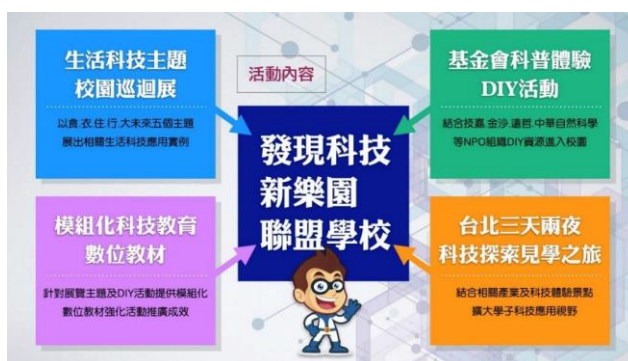 生活科技主題
校園巡迴展
以食.衣.住.行.大未來五個主題
展出相關生活科技應用實例
活動內容
基金會科普體驗
DIY活動
結合技嘉.金沙.遠哲.中華自然科學
等NPO組織DIY資源進入校園
發現科技
新樂園
聯盟學校
模組化科技教育
數位教材
針對展覽主題及DIY活動提供模組化
數位教材強化活動推廣成效
台北三天兩夜
科技探索見學之旅
結合相關產業及科技體驗景點
擴大學子科技應用視野